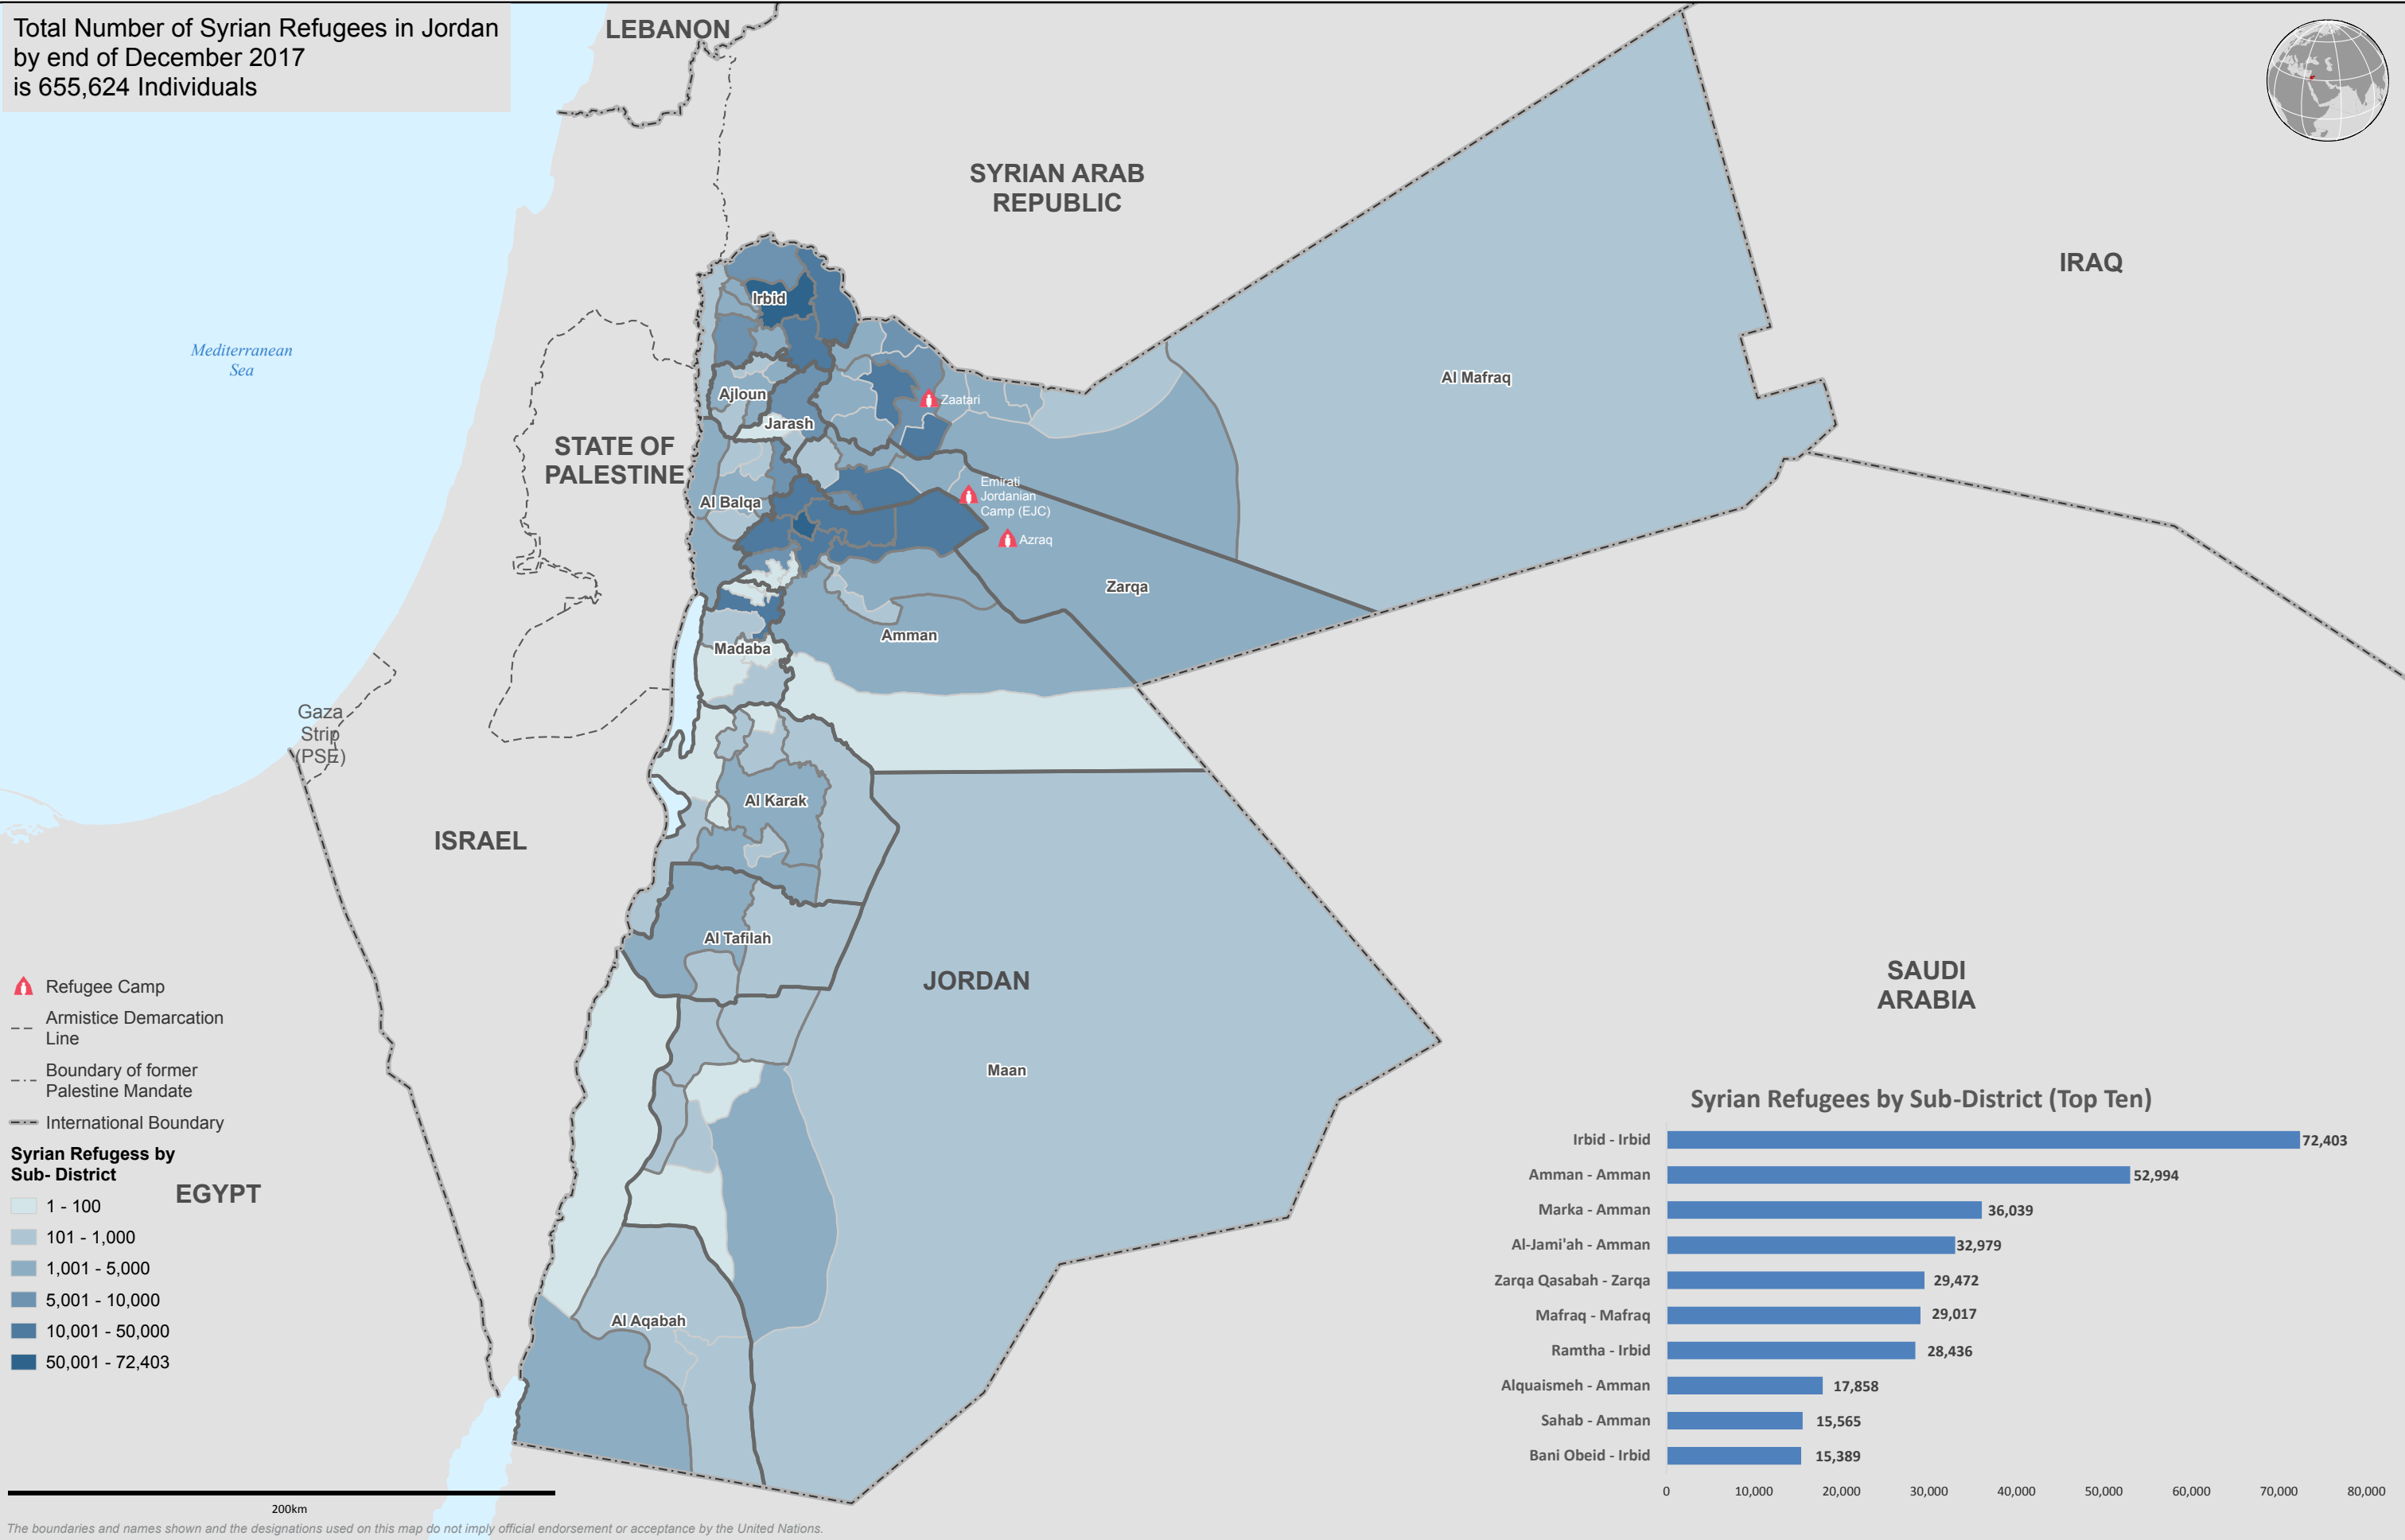 Total Number of Syrian Refugees in Jordan
by end of December 2017
is 655,624 Individuals
LEBANON
SYRIAN ARAB
REPUBLIC
IRAQ
Mediterranean
Sea
Irbid
Al Mafraq
Ajloun
Zaatari
Jarash
STATE OF
PALESTINE
Al Balqa
Emirati
Jordanian
Camp (EJC)
Azraq
Zarqa
Amman
Madaba
Gaza
Strip
(PSE)
Al Karak
ISRAEL
Al Tafilah
JORDAN
SAUDI
ARABIA
Maan
EGYPT
Al Aqabah
Refugee Camp
Armistice Demarcation
Line
Boundary of former
Palestine Mandate
International Boundary
Syrian Refugess by
Sub- District
1 - 100
101 - 1,000
1,001 - 5,000
5,001 - 10,000
10,001 - 50,000
50,001 - 72,403
Syrian Refugees by Sub-District (Top Ten)
Irbid - Irbid 72,403
Amman - Amman 52,994
Marka - Amman 36,039
Al-Jami'ah - Amman 32,979
Zarqa Qasabah - Zarqa 29,472
Mafraq - Mafraq 29,017
Ramtha - Irbid 28,436
Alquaismeh - Amman 17,858
Sahab - Amman 15,565
Bani Obeid - Irbid 15,389
0 10,000 20,000 30,000 40,000 50,000 60,000 70,000 80,000
200km
The boundaries and names shown and the designations used on this map do not imply official endorsement or acceptance by the United Nations.